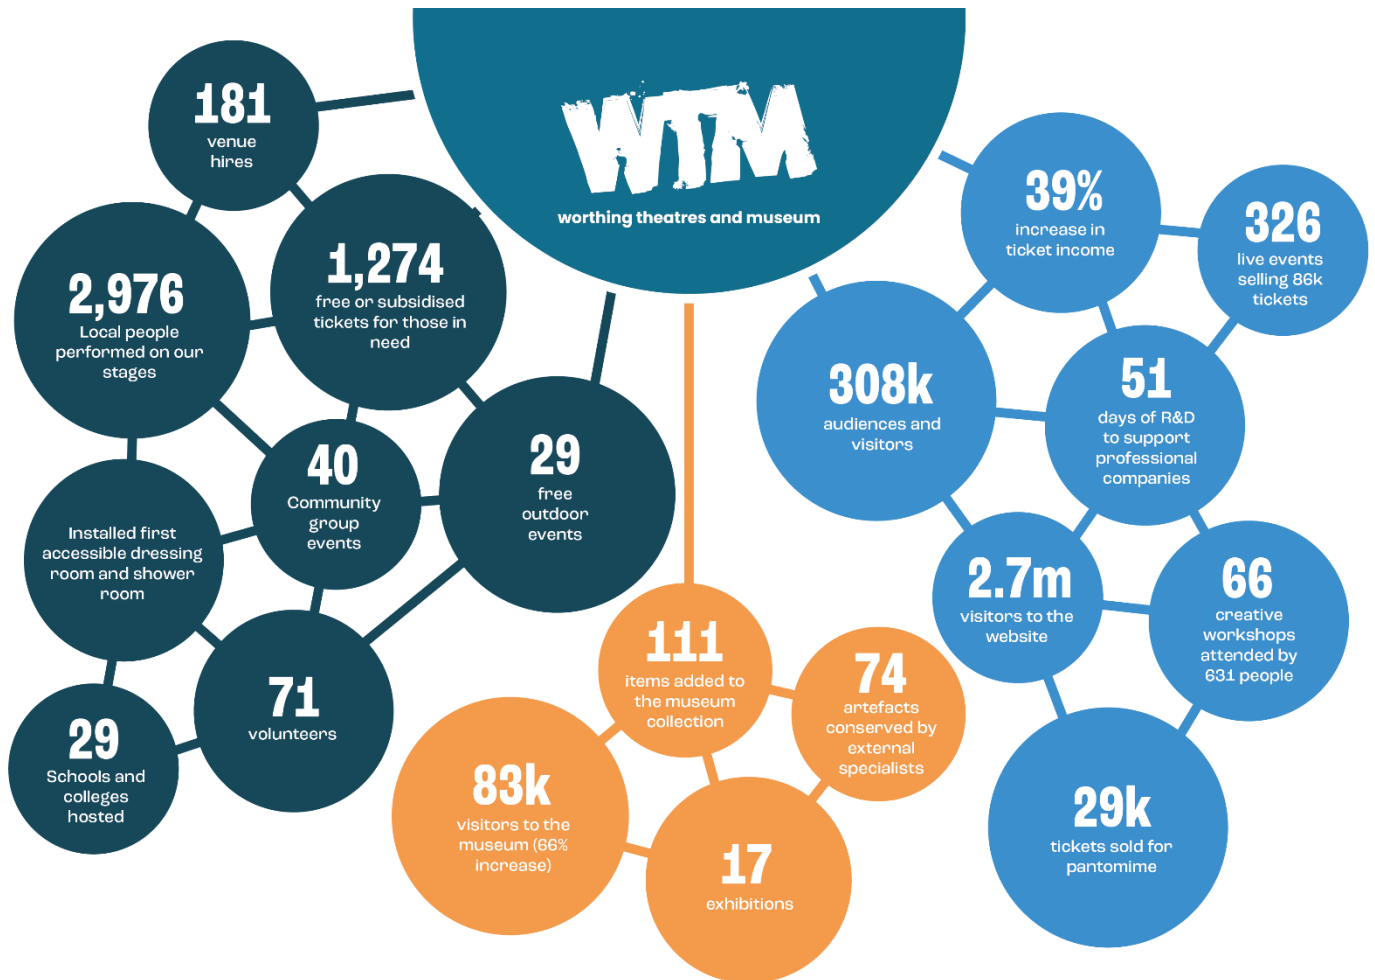 WTM
worthing theatres and museum
181
venue
hires
2,976
Local people
performed on our
stages
1,274
free or subsidised
tickets for those in
need
40
Community
group
events
29
free
outdoor
events
Installed first
accessible dressing
room and shower
room
71
volunteers
29
Schools and
colleges
hosted
111
items added to
the museum
collection
74
artefacts
conserved by
external
specialists
83k
visitors to the
museum (66%
increase)
17
exhibitions
39%
increase in
ticket income
326
live events
selling 86k
tickets
308k
audiences and
visitors
51
days of R&D
to support
professional
companies
2.7m
visitors to the
website
66
creative
workshops
attended by
631 people
29k
tickets sold for
pantomime